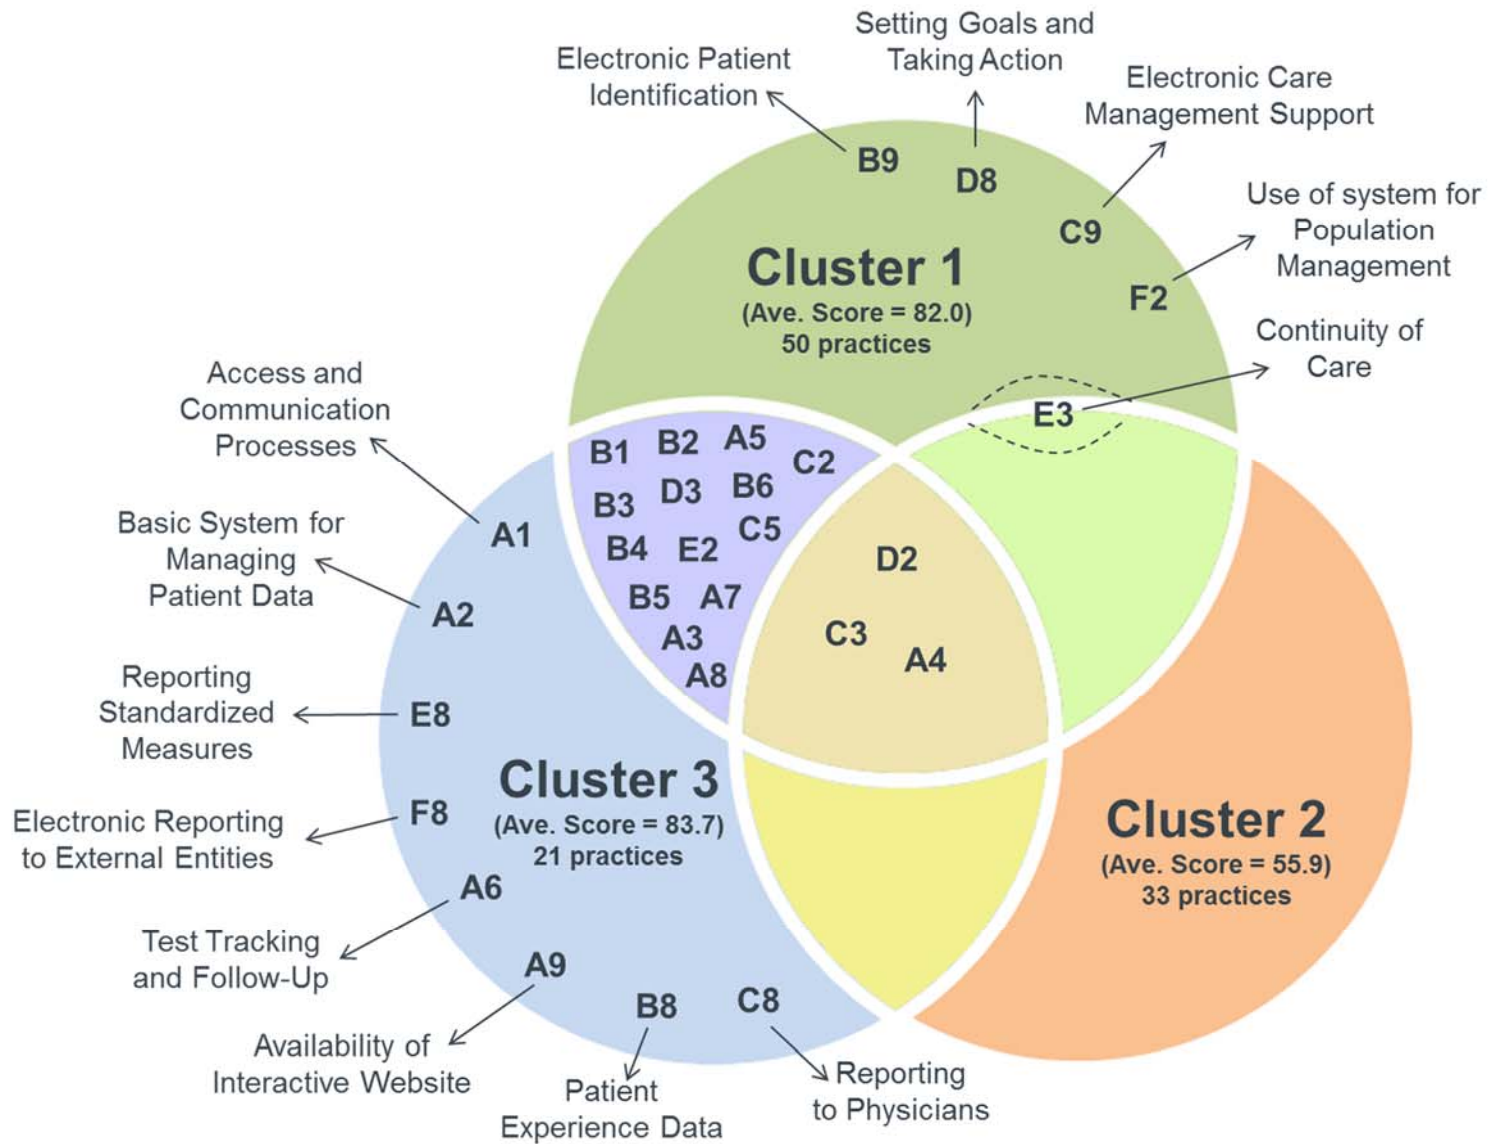 Setting Goals and
Taking Action
Electronic Patient
Identification
Electronic Care
Management Support
B9
D8
C9
Use of system for
Population
Management
F2
Cluster 1
(Ave. Score = 82.0)
50 practices
Continuity of
Care
E3
Access and
Communication
Processes
B1 B2 A5 C2
B3 D3 B6
B4 E2 C5
B5 A7
A3
A8
A1
Basic System for
Managing
Patient Data
A2
D2
C3
A4
Reporting
Standardized
Measures
E8
Cluster 3
(Ave. Score = 83.7)
21 practices
Electronic Reporting
to External Entities
F8
Cluster 2
(Ave. Score = 55.9)
33 practices
A6
Test Tracking
and Follow-Up
A9
B8
C8
Availability of
Interactive Website
Patient
Experience Data
Reporting
to Physicians